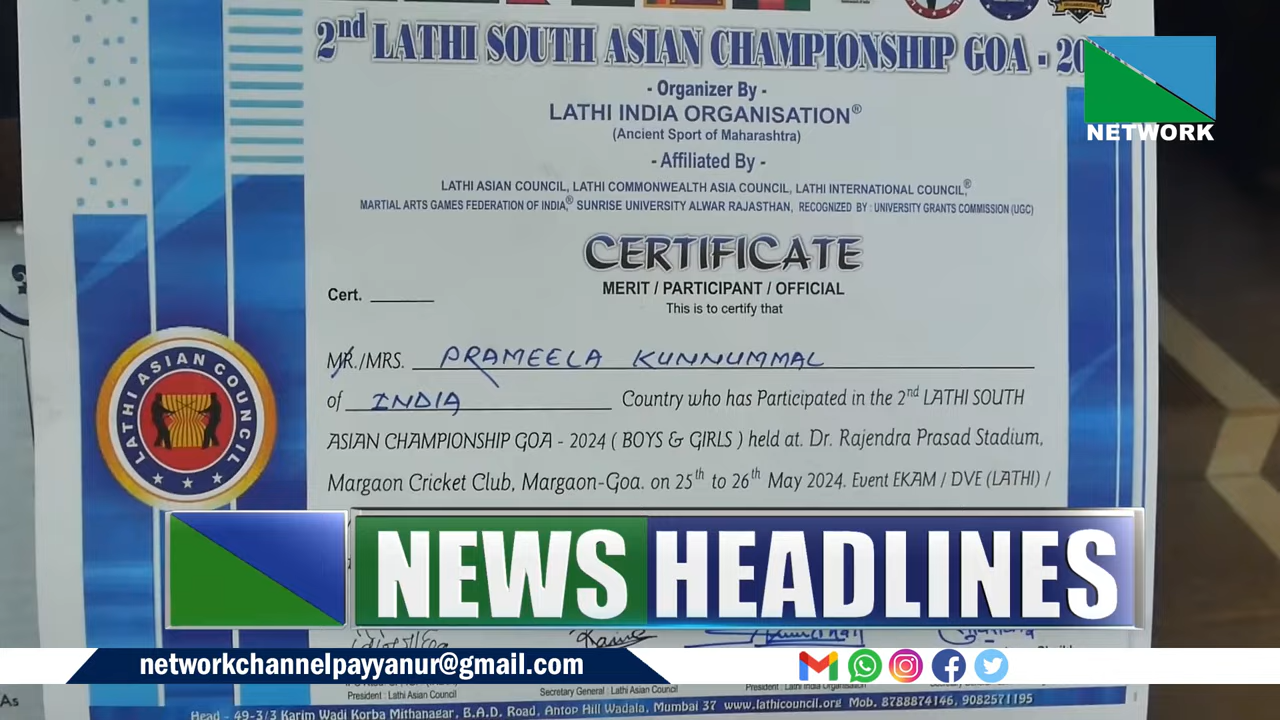 2nd LATHI SOUTH ASIAN CHAMPIONSHIP GOA - 20
NETWORK
- Organizer By -
LATHI INDIA ORGANISATION®
(Ancient Sport of Maharashtra)
- Affiliated By -
LATHI ASIAN COUNCIL, LATHI COMMONWEALTH ASIA COUNCIL, LATHI INTERNATIONAL COUNCIL,®
MARTIAL ARTS GAMES FEDERATION OF INDIA,® SUNRISE UNIVERSITY ALWAR RAJASTHAN, RECOGNIZED BY : UNIVERSITY GRANTS COMMISSION (UGC)
CERTIFICATE
MERIT / PARTICIPANT / OFFICIAL
Cert. ______
This is to certify that
MR./MRS. PRAMEELA KUNNUMMAL
of INDIA Country who has Participated in the 2nd LATHI SOUTH
ASIAN CHAMPIONSHIP GOA - 2024 ( BOYS & GIRLS ) held at. Dr. Rajendra Prasad Stadium,
Margaon Cricket Club, Margaon-Goa. on 25th to 26th May 2024. Event EKAM / DVE (LATHI) /
LATHI ASIAN COUNCIL
NEWS HEADLINES
networkchannelpayyanur@gmail.com
President : Lathi Asian Council
Secretary General : Lathi Asian Council
President : Lathi India Organisation
Head - 49-3/3 Karim Wadi Korba Mithanagar, B.A.D. Road, Antop Hill Wadala, Mumbai 37 www.lathicouncil.org Mob. 8788874146, 9082571195
As